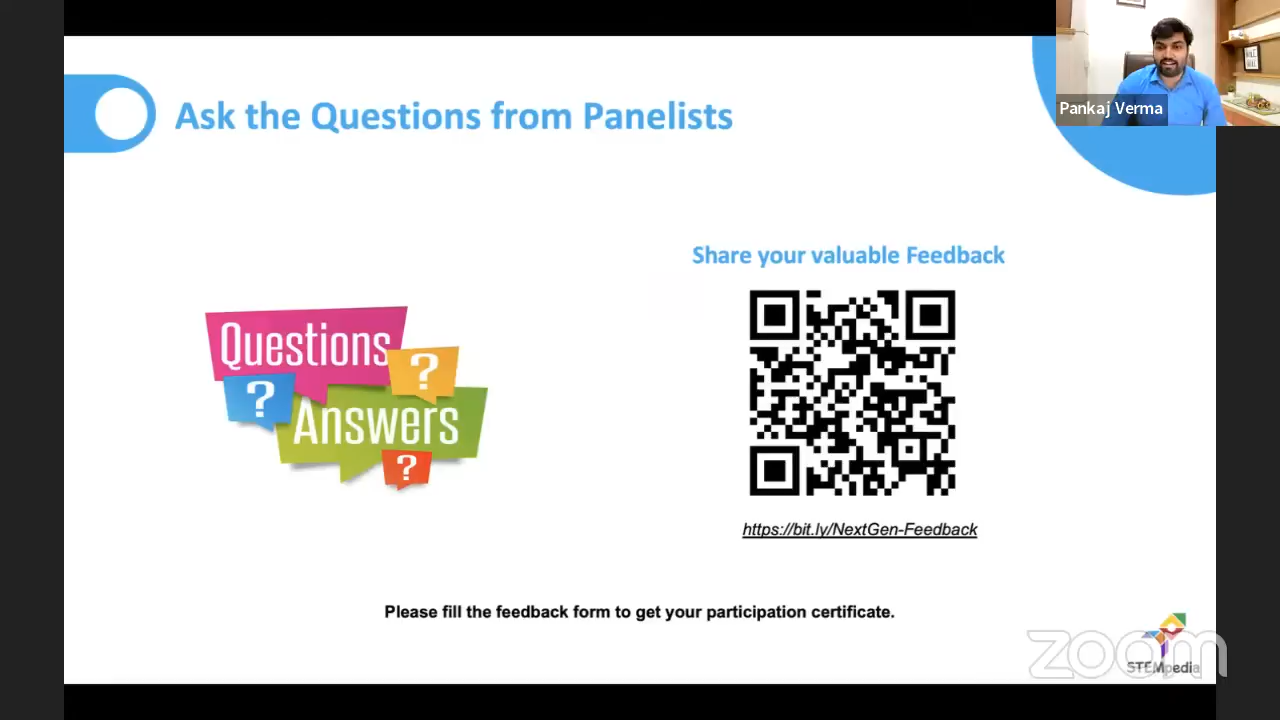 Pankaj Verma
Ask the Questions from Panelists
Share your valuable Feedback
Questions
?
?
Answers
?
https://bit.ly/NextGen-Feedback
Please fill the feedback form to get your participation certificate.
zoom
STEMpedia